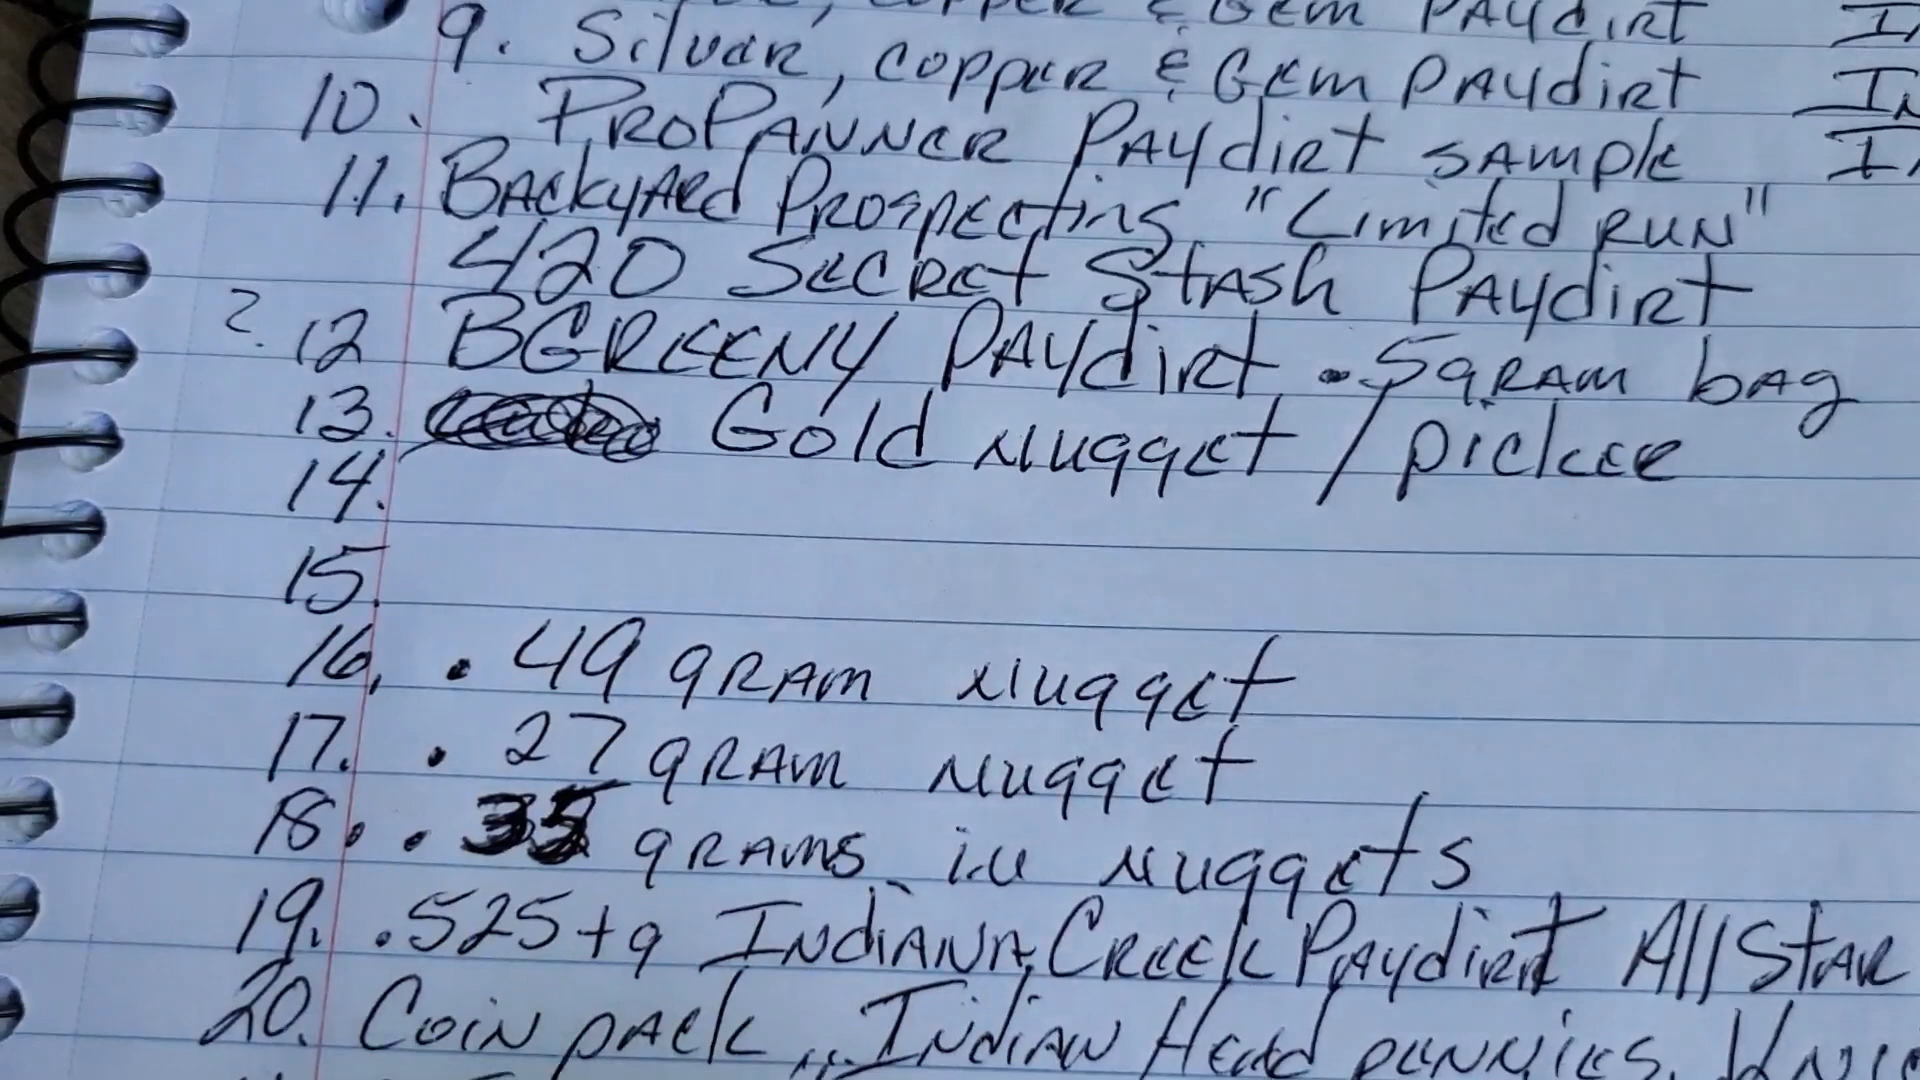 9. Silver, copper & Gem PAYdirt
10. ProPanner Paydirt sample
11. Backyard Prospecting "Limited Run"
420 Secret Stash Paydirt
2. 12 BGREENY Paydirt .5gram bag
13. Gold Nugget / picker
14.
15.
16. .49 gram Nugget
17. .27 gram Nugget
18. .35 grams in Nuggets
19. .525+g Indiana Creek Paydirt All Star
20. Coin pack, Indian Head pennies,